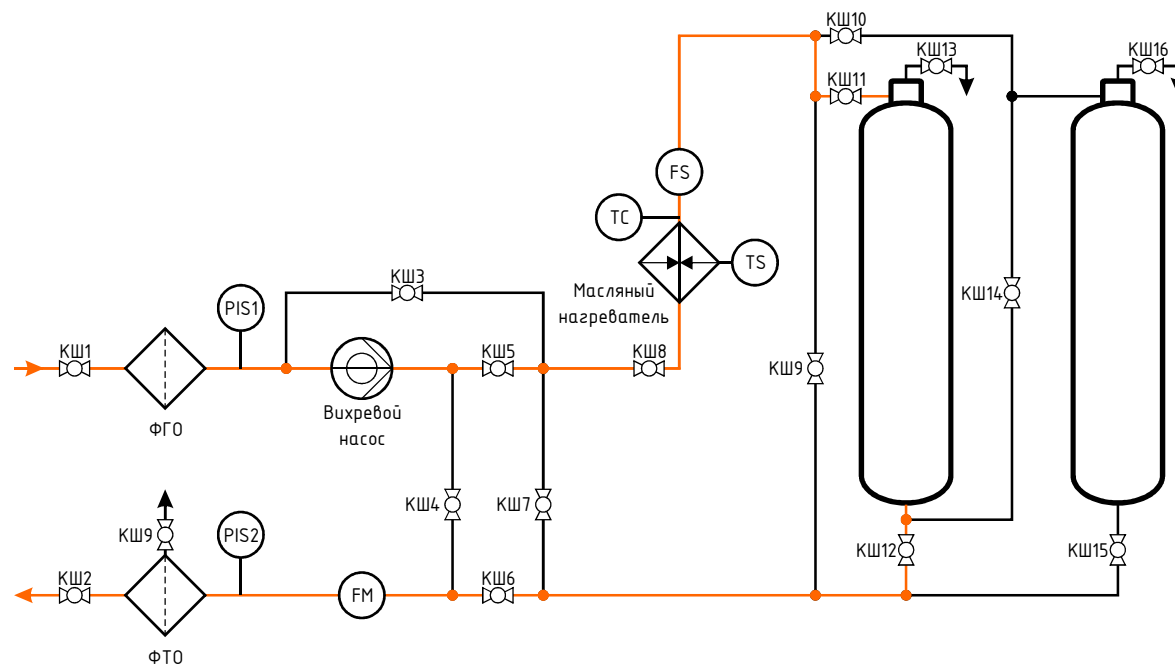 КШ10
КШ13
КШ16
КШ11
FS
TC
TS
КШ3
Масляный
нагреватель
КШ14
PIS1
КШ1
КШ5
КШ8
КШ9
Вихревой
насос
ФГО
КШ4
КШ7
КШ9
PIS2
КШ12
КШ15
КШ2
FM
КШ6
ФТО